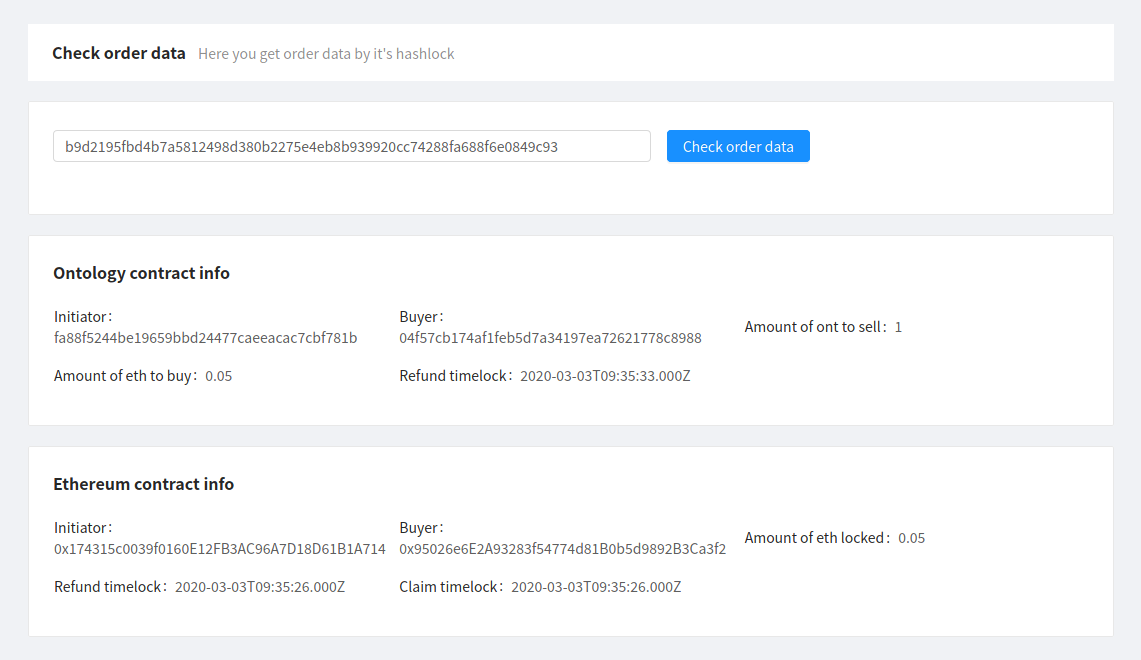 Check order data Here you get order data by it's hashlock
b9d2195fbd4b7a5812498d380b2275e4eb8b939920cc74288fa688f6e0849c93 Check order data
Ontology contract info
Initiator: Buyer: Amount of ont to sell: 1
fa88f5244be19659bbd24477caeeacac7cbf781b 04f57cb174af1feb5d7a34197ea72621778c8988
Amount of eth to buy: 0.05 Refund timelock: 2020-03-03T09:35:33.000Z
Ethereum contract info
Initiator: Buyer: Amount of eth locked: 0.05
0x174315c0039f0160E12FB3AC96A7D18D61B1A714 0x95026e6E2A93283f54774d81B0b5d9892B3Ca3f2
Refund timelock: 2020-03-03T09:35:26.000Z Claim timelock: 2020-03-03T09:35:26.000Z